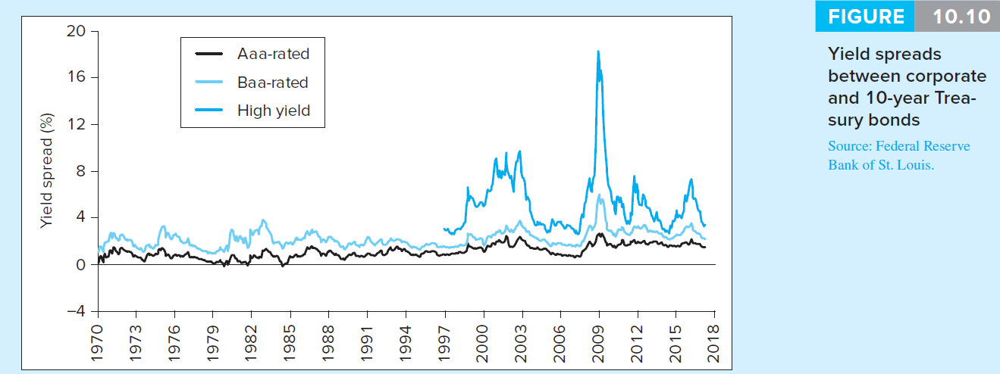 FIGURE 10.10
Yield spreads
between corporate
and 10-year Trea-
sury bonds
Source: Federal Reserve
Bank of St. Louis.
Yield spread (%)
20
16
12
8
4
0
−4
Aaa-rated
Baa-rated
High yield
1970
1973
1976
1979
1982
1985
1988
1991
1994
1997
2000
2003
2006
2009
2012
2015
2018